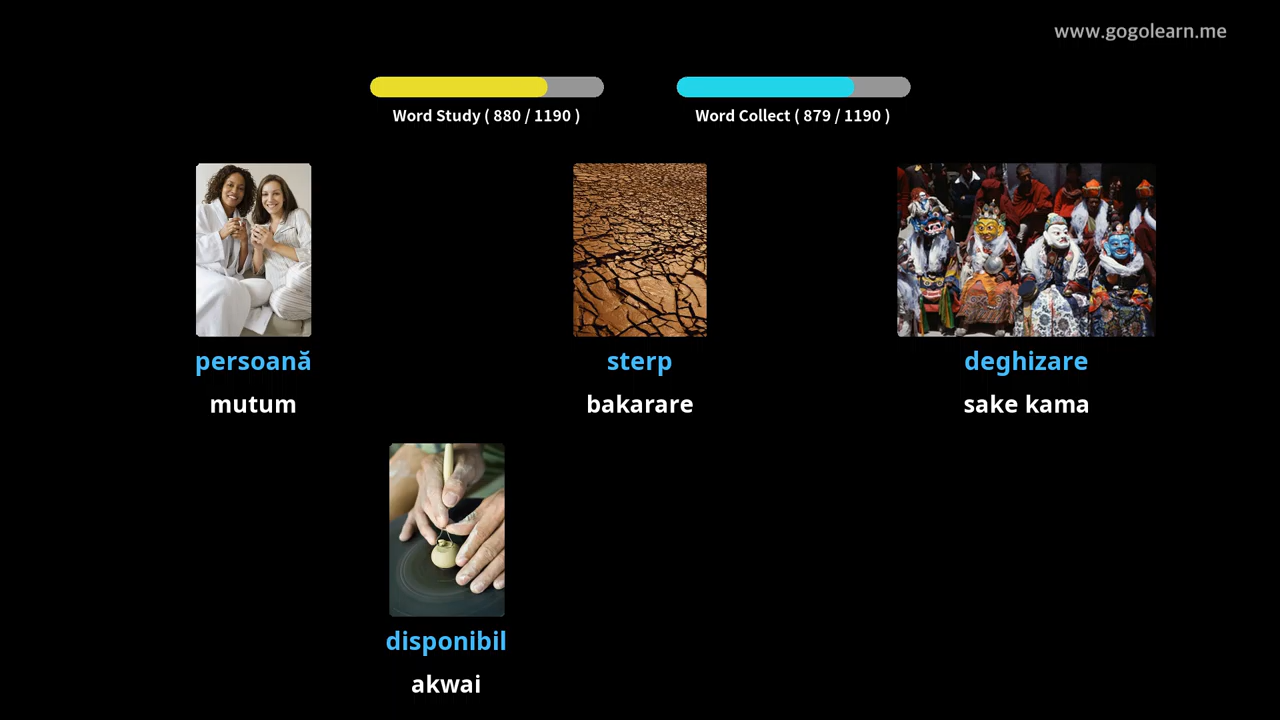 www.gogolearn.me
Word Study ( 880 / 1190 )
Word Collect ( 879 / 1190 )
persoană
mutum
sterp
bakarare
deghizare
sake kama
disponibil
akwai